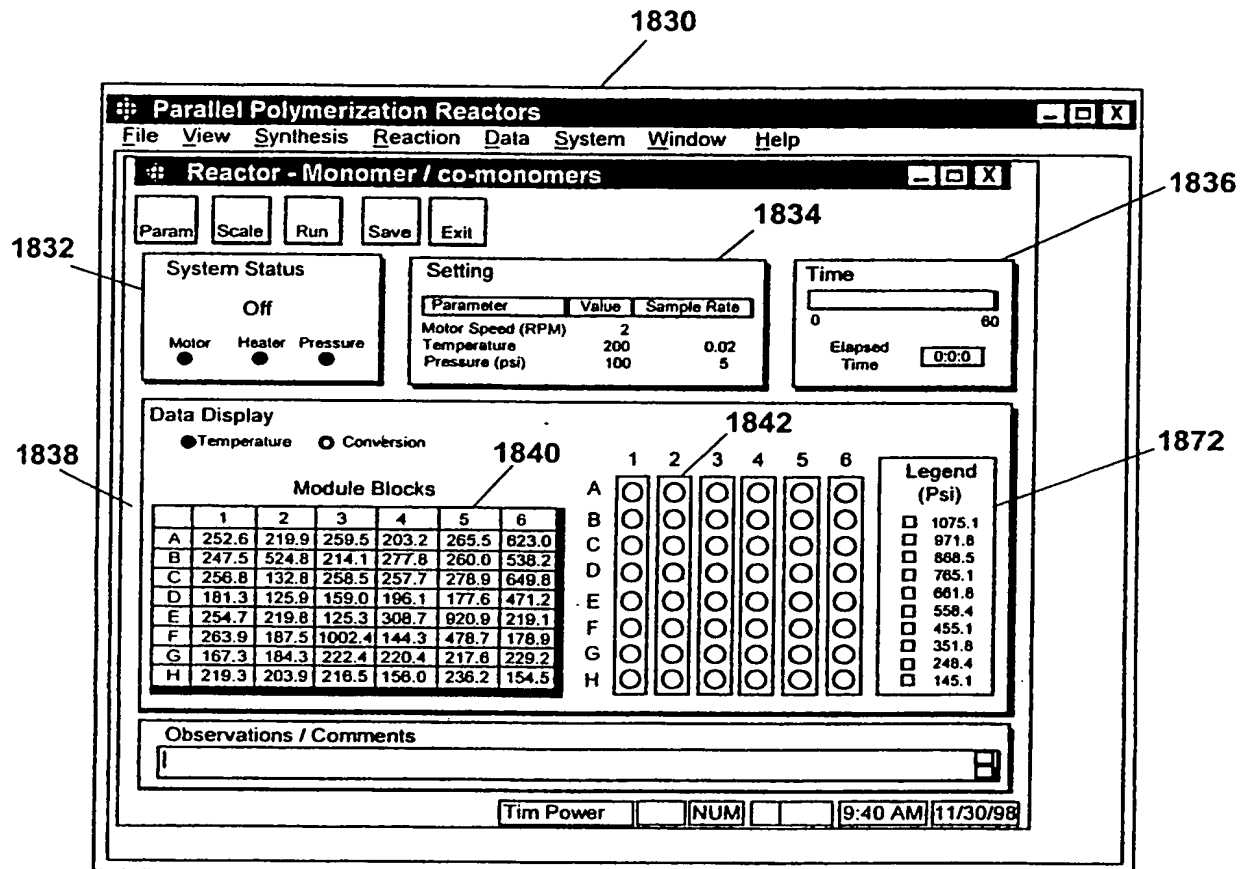 1830
Parallel Polymerization Reactors
File View Synthesis Reaction Data System Window Help
Reactor - Monomer / co-monomers
1836
Param Scale Run Save Exit
1834
1832
System Status
Off
Motor Heater Pressure
Setting
Parameter Value Sample Rate
Motor Speed (RPM) 2
Temperature 200 0.02
Pressure (psi) 100 5
Time
0 60
Elapsed Time 0:0:0
Data Display
Temperature Conversion
1838
1840
1842
1872
Module Blocks
1 2 3 4 5 6
A 252.6 219.9 259.5 203.2 265.5 623.0
B 247.5 524.8 214.1 277.8 260.0 538.2
C 256.8 132.8 258.5 257.7 278.9 649.8
D 181.3 125.9 159.0 196.1 177.6 471.2
E 254.7 219.8 125.3 308.7 920.9 219.1
F 263.9 187.5 1002.4 144.3 478.7 178.9
G 167.3 184.3 222.4 220.4 217.6 229.2
H 219.3 203.9 216.5 156.0 236.2 154.5
1 2 3 4 5 6
A
B
C
D
E
F
G
H
Legend
(Psi)
1075.1
971.8
868.5
765.1
661.8
558.4
455.1
351.8
248.4
145.1
Observations / Comments
Tim Power NUM 9:40 AM 11/30/98